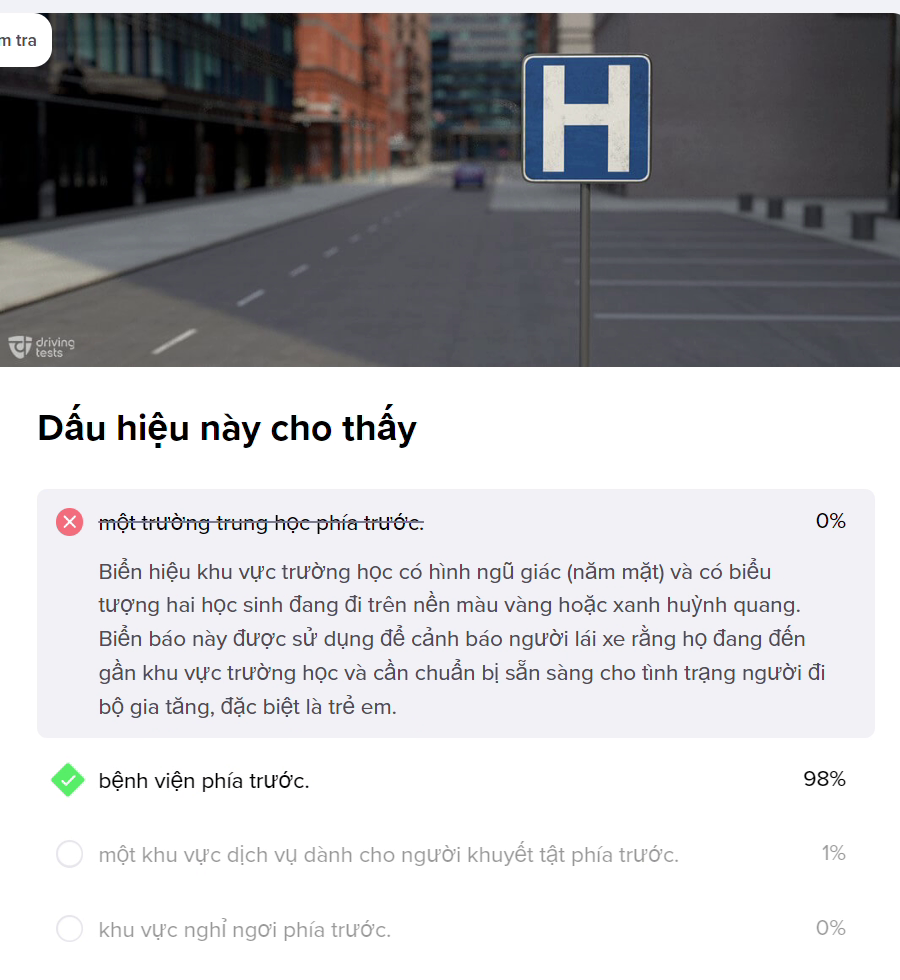 m tra
H
driving
tests
Dấu hiệu này cho thấy
một trường trung học phía trước. 0%
Biển hiệu khu vực trường học có hình ngũ giác (năm mặt) và có biểu
tượng hai học sinh đang đi trên nền màu vàng hoặc xanh huỳnh quang.
Biển báo này được sử dụng để cảnh báo người lái xe rằng họ đang đến
gần khu vực trường học và cần chuẩn bị sẵn sàng cho tình trạng người đi
bộ gia tăng, đặc biệt là trẻ em.
bệnh viện phía trước. 98%
một khu vực dịch vụ dành cho người khuyết tật phía trước. 1%
khu vực nghỉ ngơi phía trước. 0%